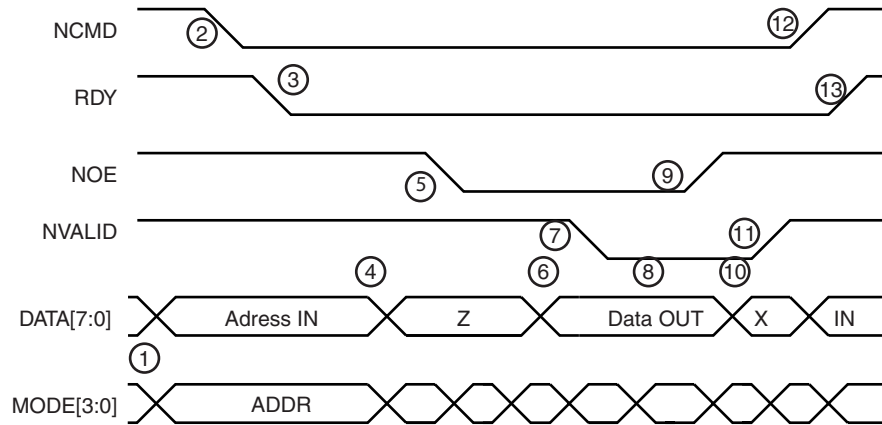 NCMD 2 12
RDY 3 13
NOE 5 9
NVALID 7 11
4 6 8 10
DATA[7:0] Adress IN Z Data OUT X IN
1
MODE[3:0] ADDR